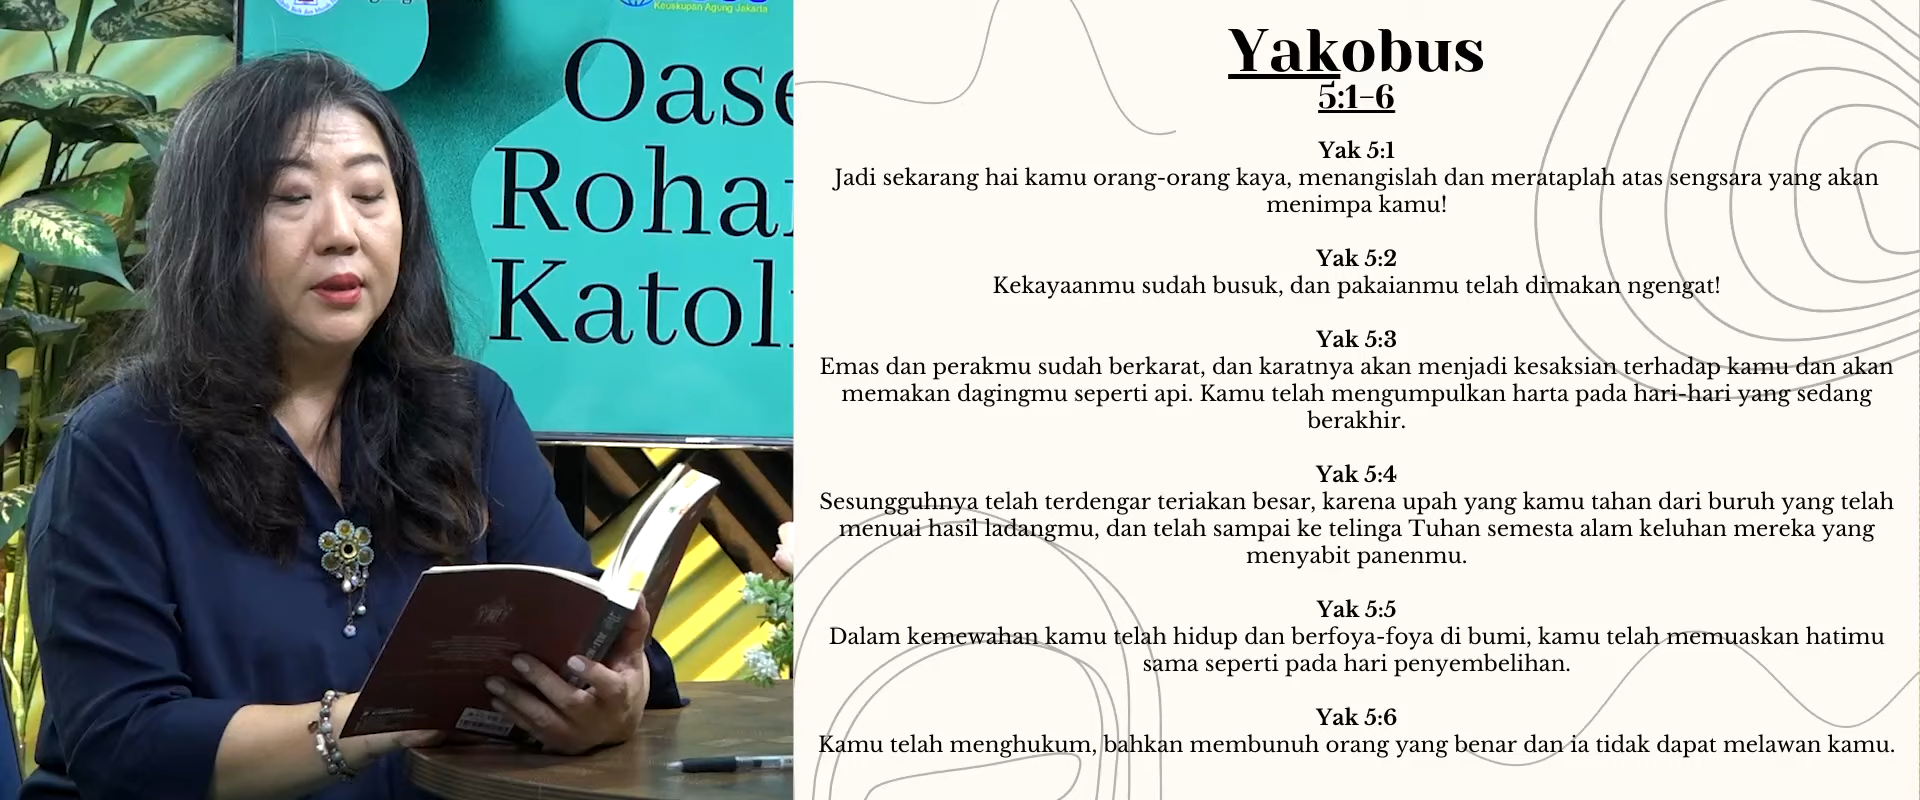 Keuskupan Agung Jakarta
Oase
Rohan
Katoli
Yakobus
5:1-6
Yak 5:1
Jadi sekarang hai kamu orang-orang kaya, menangislah dan merataplah atas sengsara yang akan
menimpa kamu!
Yak 5:2
Kekayaanmu sudah busuk, dan pakaianmu telah dimakan ngengat!
Yak 5:3
Emas dan perakmu sudah berkarat, dan karatnya akan menjadi kesaksian terhadap kamu dan akan
memakan dagingmu seperti api. Kamu telah mengumpulkan harta pada hari-hari yang sedang
berakhir.
Yak 5:4
Sesungguhnya telah terdengar teriakan besar, karena upah yang kamu tahan dari buruh yang telah
menuai hasil ladangmu, dan telah sampai ke telinga Tuhan semesta alam keluhan mereka yang
menyabit panenmu.
Yak 5:5
Dalam kemewahan kamu telah hidup dan berfoya-foya di bumi, kamu telah memuaskan hatimu
sama seperti pada hari penyembelihan.
Yak 5:6
Kamu telah menghukum, bahkan membunuh orang yang benar dan ia tidak dapat melawan kamu.